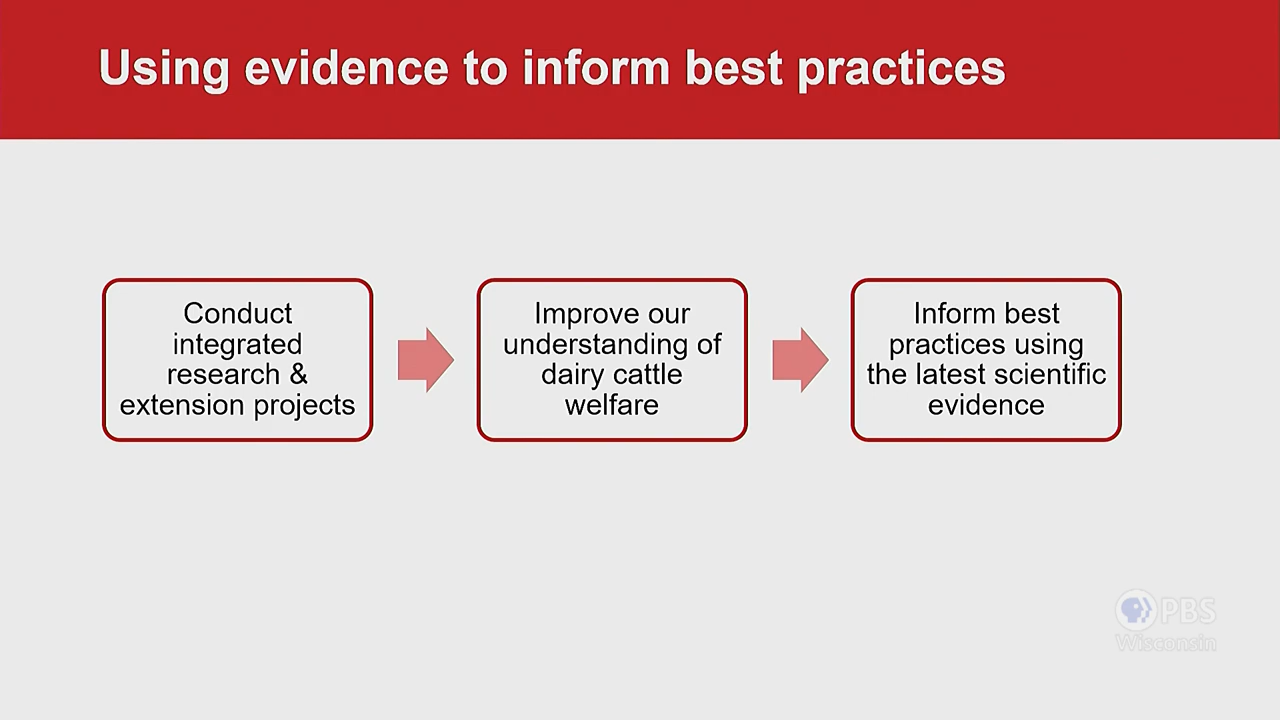 Using evidence to inform best practices
Conduct
integrated
research &
extension projects
Improve our
understanding of
dairy cattle
welfare
Inform best
practices using
the latest scientific
evidence
PBS
Wisconsin